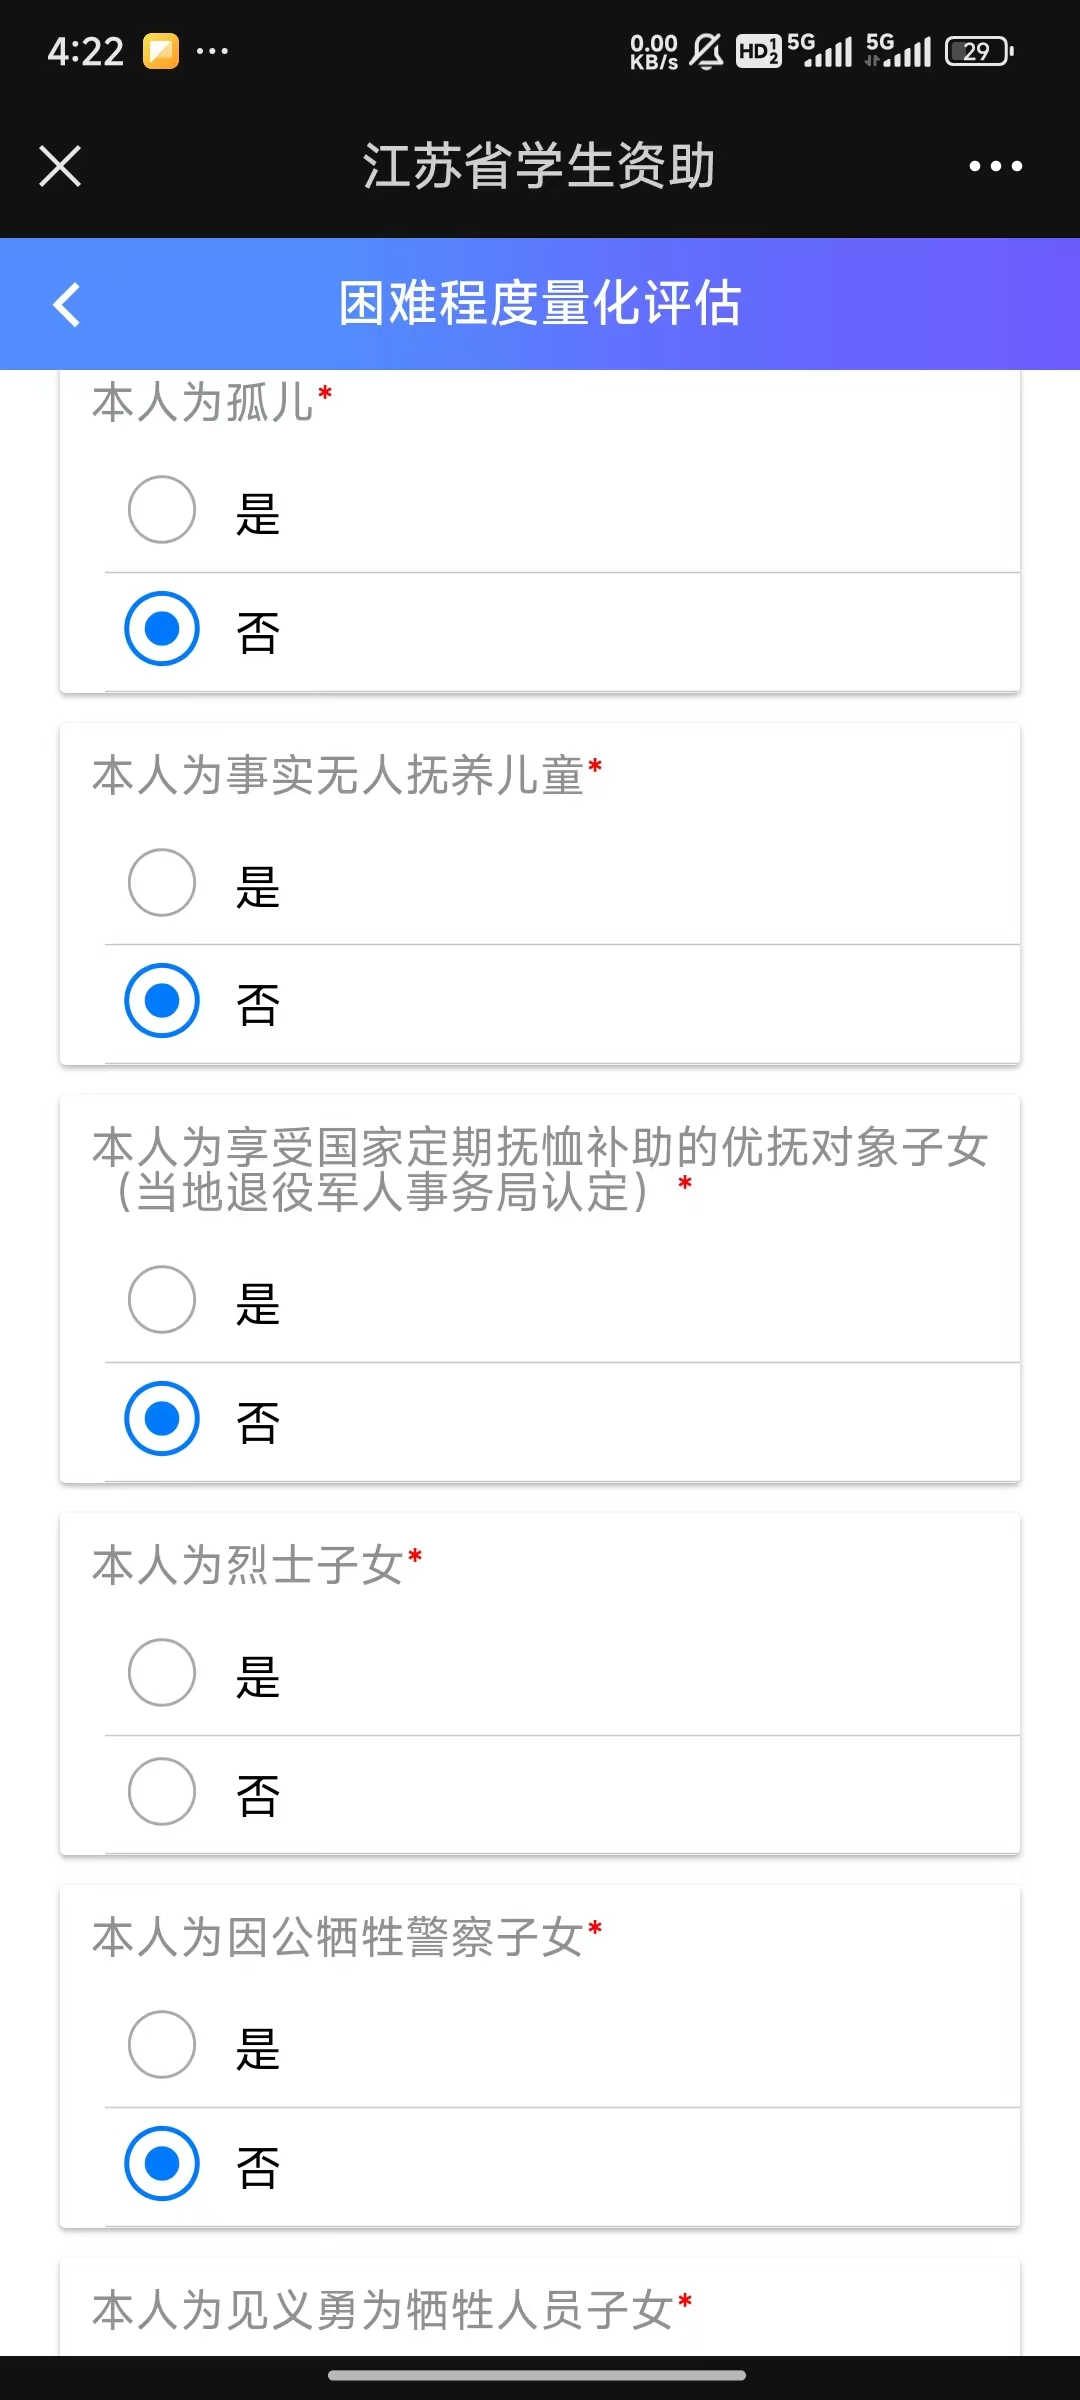 4:22
0.00
KB/s
HD 1 2
5G
5G
29
江苏省学生资助
困难程度量化评估
本人为孤儿*
是
否
本人为事实无人抚养儿童*
是
否
本人为享受国家定期抚恤补助的优抚对象子女
（当地退役军人事务局认定）*
是
否
本人为烈士子女*
是
否
本人为因公牺牲警察子女*
是
否
本人为见义勇为牺牲人员子女*